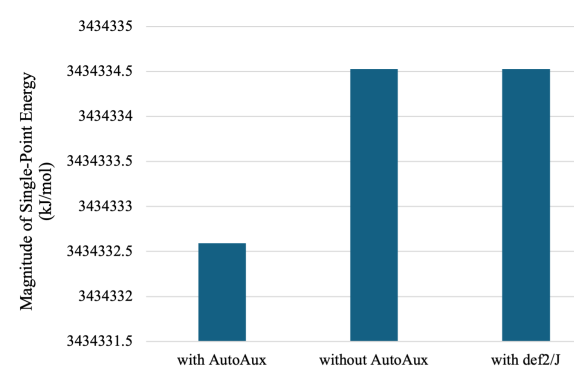 Magnitude of Single-Point Energy
(kJ/mol)
3434335
3434334.5
3434334
3434333.5
3434333
3434332.5
3434332
3434331.5
with AutoAux
without AutoAux
with def2/J